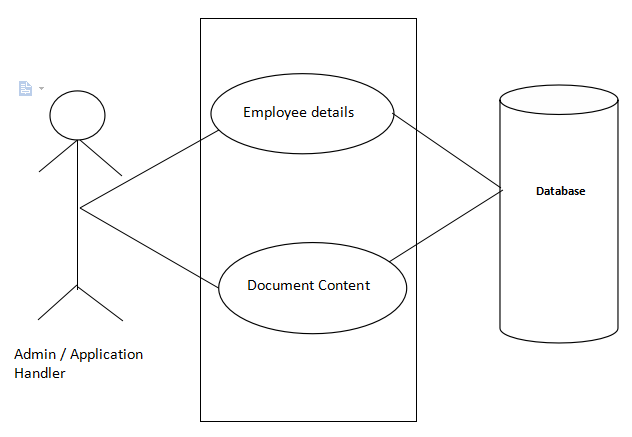 Employee details
Database
Document Content
Admin / Application
Handler